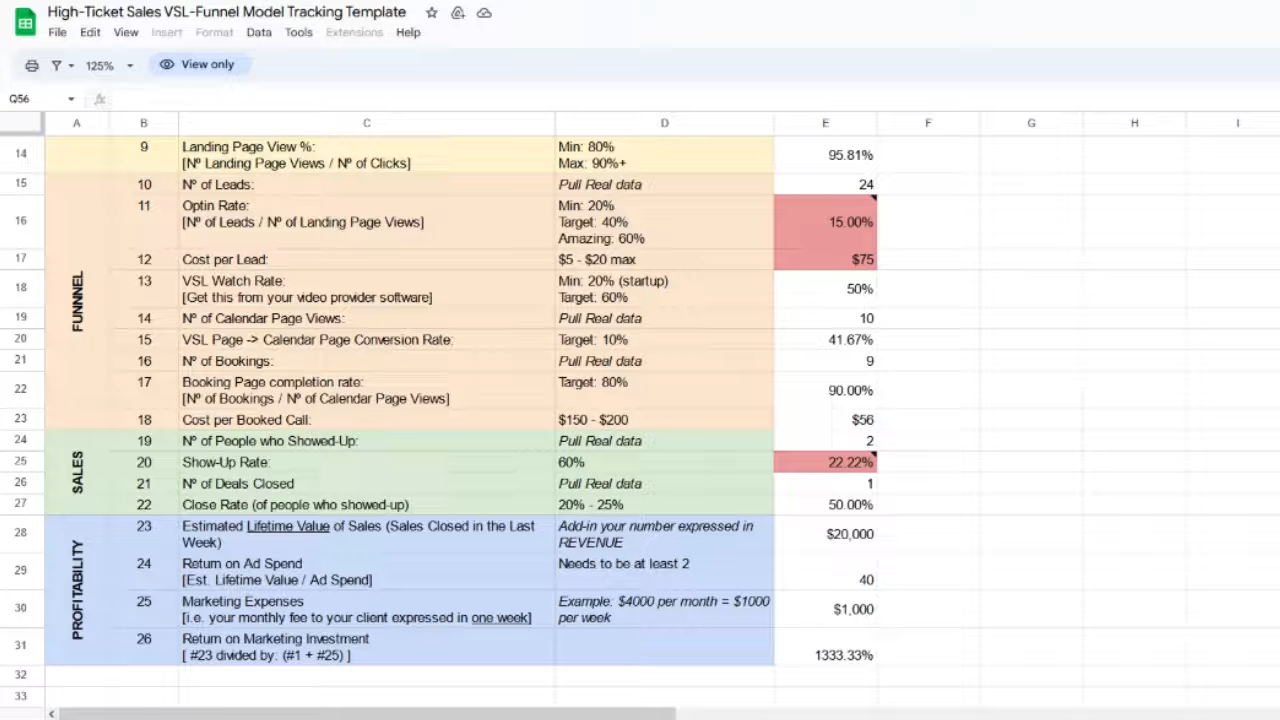 High-Ticket Sales VSL-Funnel Model Tracking Template
File Edit View Insert Format Data Tools Extensions Help
125% View only
Q56 fx
A B C D E F G H I
14 9 Landing Page View %: Min: 80% 95.81%
[Nº Landing Page Views / Nº of Clicks] Max: 90%+
15 10 Nº of Leads: Pull Real data 24
16 11 Optin Rate: Min: 20% 15.00%
[Nº of Leads / Nº of Landing Page Views] Target: 40%
Amazing: 60%
17 12 Cost per Lead: $5 - $20 max $75
FUNNNEL
18 13 VSL Watch Rate: Min: 20% (startup) 50%
[Get this from your video provider software] Target: 60%
19 14 Nº of Calendar Page Views: Pull Real data 10
20 15 VSL Page -> Calendar Page Conversion Rate: Target: 10% 41.67%
21 16 Nº of Bookings: Pull Real data 9
22 17 Booking Page completion rate: Target: 80% 90.00%
[Nº of Bookings / Nº of Calendar Page Views]
23 18 Cost per Booked Call: $150 - $200 $56
24 19 Nº of People who Showed-Up: Pull Real data 2
SALES
25 20 Show-Up Rate: 60% 22.22%
26 21 Nº of Deals Closed Pull Real data 1
27 22 Close Rate (of people who showed-up) 20% - 25% 50.00%
28 23 Estimated Lifetime Value of Sales (Sales Closed in the Last Add-in your number expressed in $20,000
Week) REVENUE
PROFITABILITY
29 24 Return on Ad Spend Needs to be at least 2
[Est. Lifetime Value / Ad Spend] 40
30 25 Marketing Expenses Example: $4000 per month = $1000 $1,000
[i.e. your monthly fee to your client expressed in one week] per week
31 26 Return on Marketing Investment
[ #23 divided by: (#1 + #25) ] 1333.33%
32
33